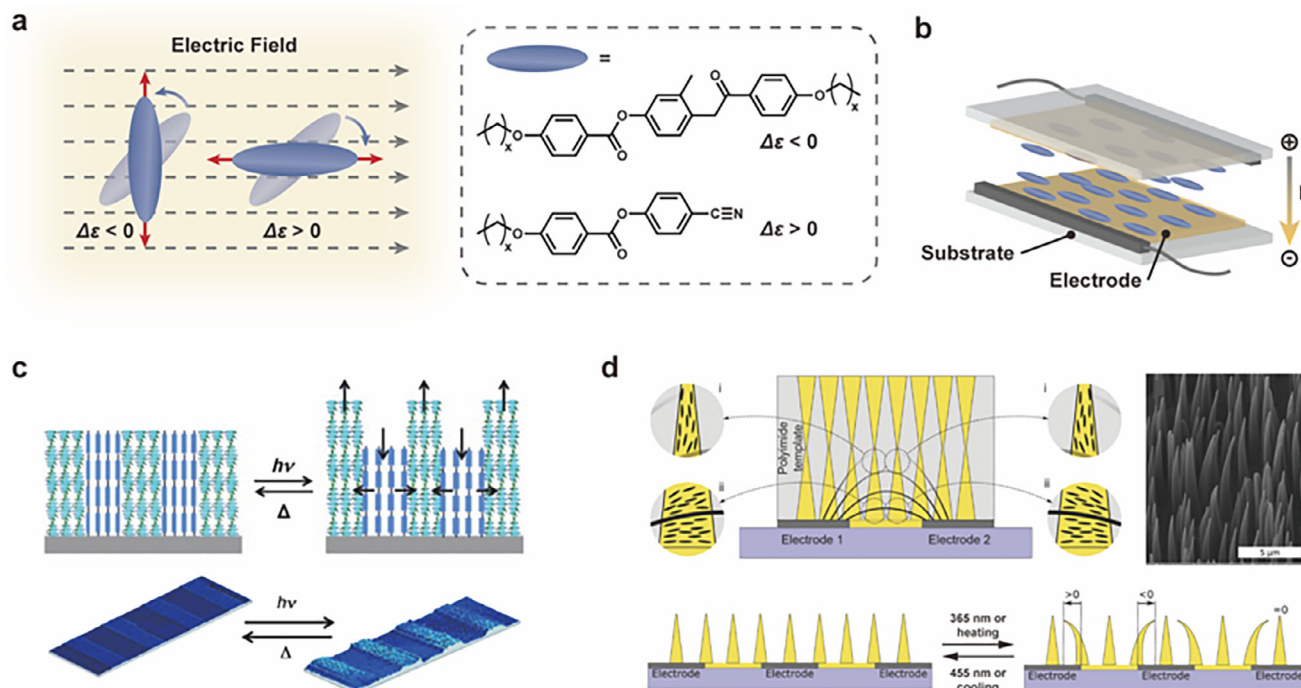 a
Electric Field
Δε < 0
Δε > 0
=
O
x
O
O
O
O
x
Δε < 0
x
O
O
O
C≡N
Δε > 0
b
Substrate
Electrode
c
hν
Δ
hν
Δ
d
i
i
ii
ii
Polyimide
template
Electrode 1
Electrode 2
5 μm
Electrode
Electrode
Electrode
365 nm or
heating
455 nm or
cooling
>0
<0
=0
Electrode
Electrode
Electrode